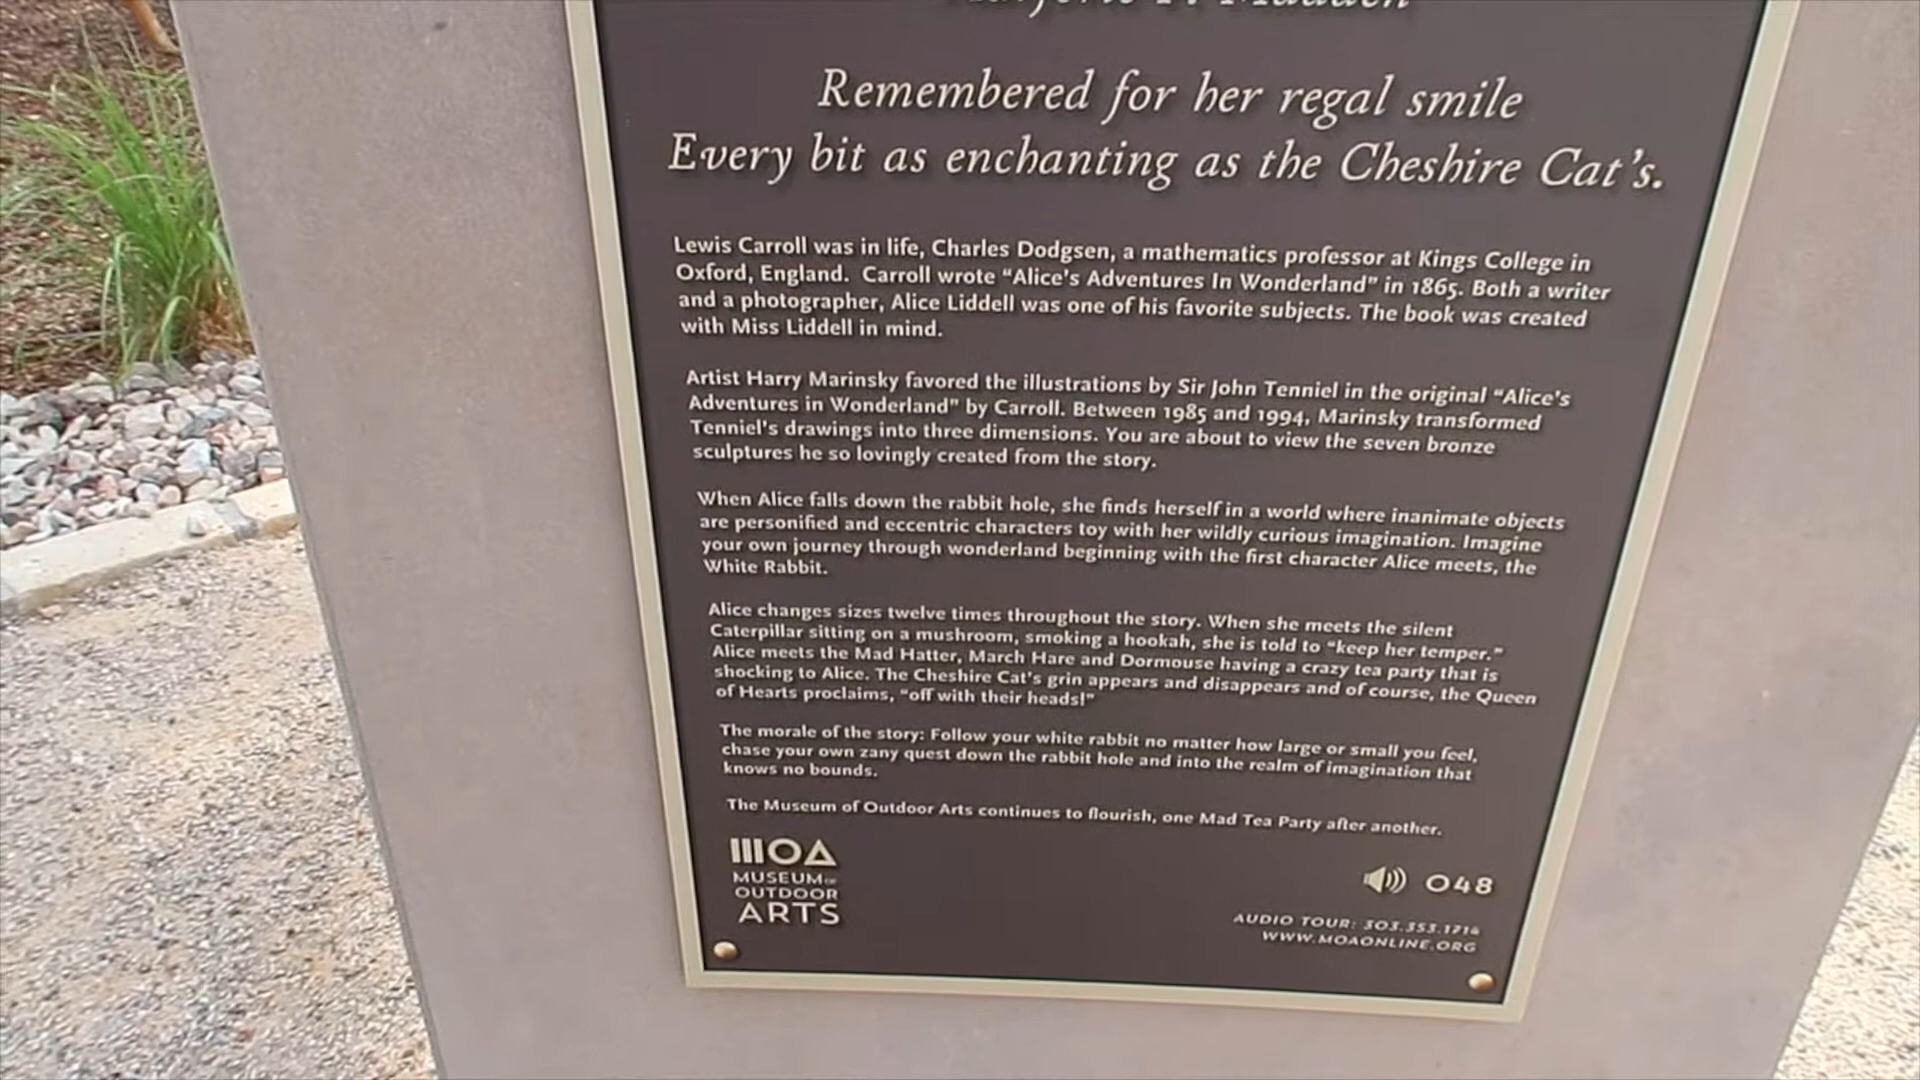 Remembered for her regal smile
Every bit as enchanting as the Cheshire Cat's.
Lewis Carroll was in life, Charles Dodgsen, a mathematics professor at Kings College in
Oxford, England. Carroll wrote "Alice's Adventures In Wonderland" in 1865. Both a writer
and a photographer, Alice Liddell was one of his favorite subjects. The book was created
with Miss Liddell in mind.
Artist Harry Marinsky favored the illustrations by Sir John Tenniel in the original "Alice's
Adventures in Wonderland" by Carroll. Between 1985 and 1994, Marinsky transformed
Tenniel's drawings into three dimensions. You are about to view the seven bronze
sculptures he so lovingly created from the story.
When Alice falls down the rabbit hole, she finds herself in a world where inanimate objects
are personified and eccentric characters toy with her wildly curious imagination. Imagine
your own journey through wonderland beginning with the first character Alice meets, the
White Rabbit.
Alice changes sizes twelve times throughout the story. When she meets the silent
Caterpillar sitting on a mushroom, smoking a hookah, she is told to "keep her temper."
Alice meets the Mad Hatter, March Hare and Dormouse having a crazy tea party that is
shocking to Alice. The Cheshire Cat's grin appears and disappears and of course, the Queen
of Hearts proclaims, "off with their heads!"
The morale of the story: Follow your white rabbit no matter how large or small you feel,
chase your own zany quest down the rabbit hole and into the realm of imagination that
knows no bounds.
The Museum of Outdoor Arts continues to flourish, one Mad Tea Party after another.
MOA
MUSEUM OF
OUTDOOR
ARTS
048
AUDIO TOUR: 303.353.1714
WWW.MOAONLINE.ORG